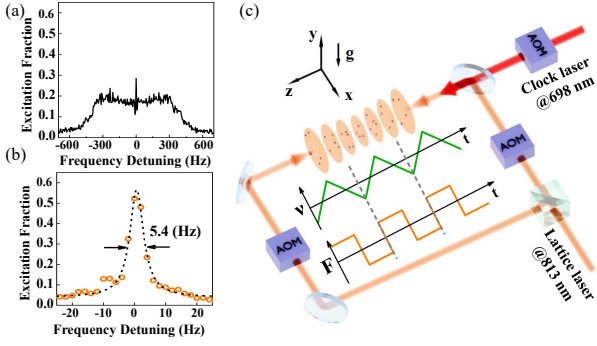 (a)
Excitation Fraction
0.6
0.5
0.4
0.3
0.2
0.1
0.0
-600 -300 0 300 600
Frequency Detuning (Hz)
(b)
Excitation Fraction
0.6
0.5
0.4
0.3
0.2
0.1
0.0
5.4 (Hz)
-20 -10 0 10 20
Frequency Detuning (Hz)
(c)
y
g
z
x
AOM
Clock laser
@698 nm
AOM
t
v
t
F
AOM
Lattice laser
@813 nm